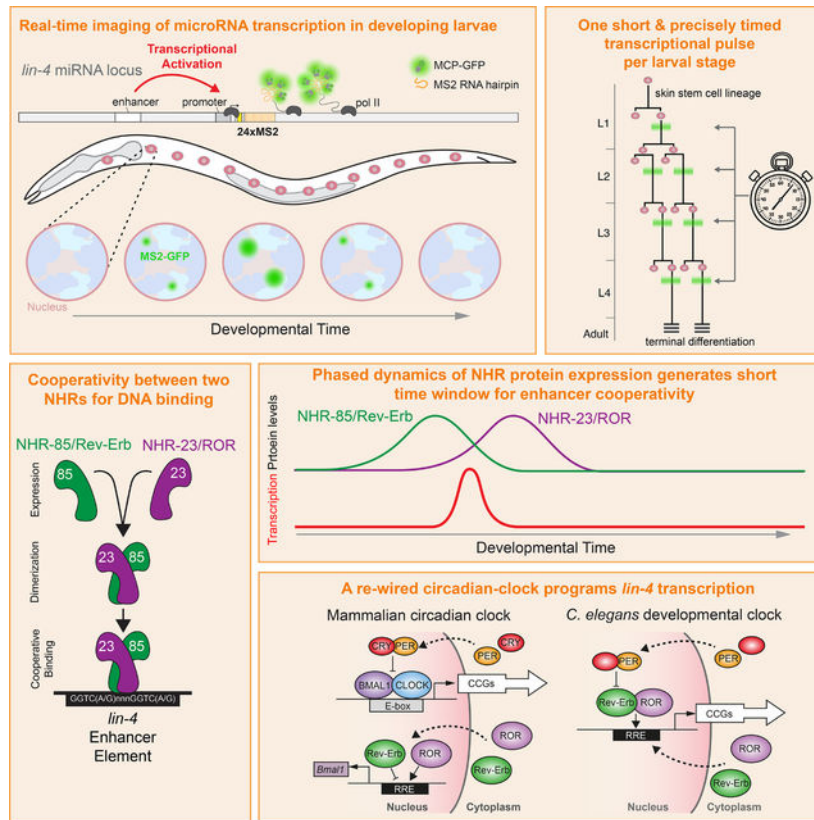 Real-time imaging of microRNA transcription in developing larvae
Transcriptional
Activation
lin-4 miRNA locus
enhancer
promoter
24xMS2
pol II
MCP-GFP
MS2 RNA hairpin
MS2-GFP
Nucleus
Developmental Time
One short & precisely timed
transcriptional pulse
per larval stage
skin stem cell lineage
L1
L2
L3
L4
Adult
terminal differentiation
Cooperativity between two
NHRs for DNA binding
NHR-85/Rev-Erb
NHR-23/ROR
Expression
85
23
Dimerization
23
85
Cooperative
Binding
23
85
GGTC(A/G)nnnGGTC(A/G)
lin-4
Enhancer
Element
Phased dynamics of NHR protein expression generates short
time window for enhancer cooperativity
NHR-85/Rev-Erb
NHR-23/ROR
Transcription Prtoein levels
Developmental Time
A re-wired circadian-clock programs lin-4 transcription
Mammalian circadian clock
CRY
PER
PER
CRY
BMAL1
CLOCK
E-box
CCGs
Rev-Erb
ROR
ROR
Rev-Erb
Bmal1
RRE
Nucleus
Cytoplasm
C. elegans developmental clock
PER
PER
Rev-Erb
ROR
RRE
CCGs
ROR
Rev-Erb
Nucleus
Cytoplasm